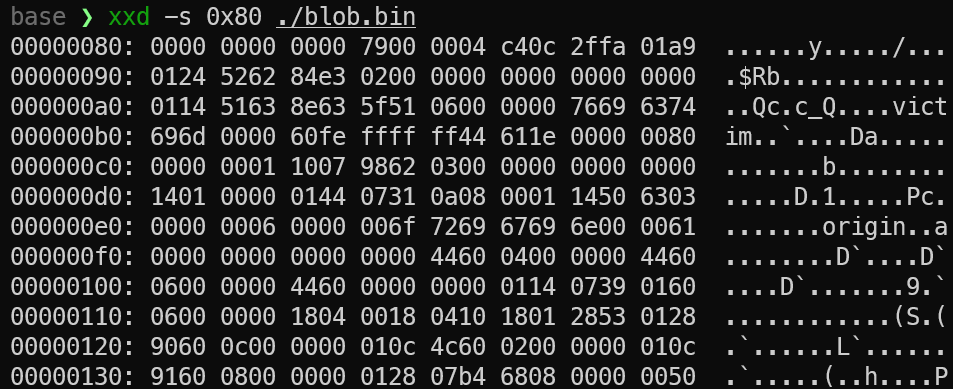 base ❯ xxd -s 0x80 ./blob.bin
00000080: 0000 0000 0000 7900 0004 c40c 2ffa 01a9  ......y...../...
00000090: 0124 5262 84e3 0200 0000 0000 0000 0000  .$Rb............
000000a0: 0114 5163 8e63 5f51 0600 0000 7669 6374  ..Qc.c_Q....vict
000000b0: 696d 0000 60fe ffff ff44 611e 0000 0080  im..`....Da.....
000000c0: 0000 0001 1007 9862 0300 0000 0000 0000  .......b........
000000d0: 1401 0000 0144 0731 0a08 0001 1450 6303  .....D.1.....Pc.
000000e0: 0000 0006 0000 006f 7269 6769 6e00 0061  .......origin..a
000000f0: 0000 0000 0000 0000 4460 0400 0000 4460  ........D`....D`
00000100: 0600 0000 4460 0000 0000 0114 0739 0160  ....D`.......9.`
00000110: 0600 0000 1804 0018 0410 1801 2853 0128  ............(S.(
00000120: 9060 0c00 0000 010c 4c60 0200 0000 010c  .`......L`......
00000130: 9160 0800 0000 0128 07b4 6808 0000 0050  .`.....(..h....P